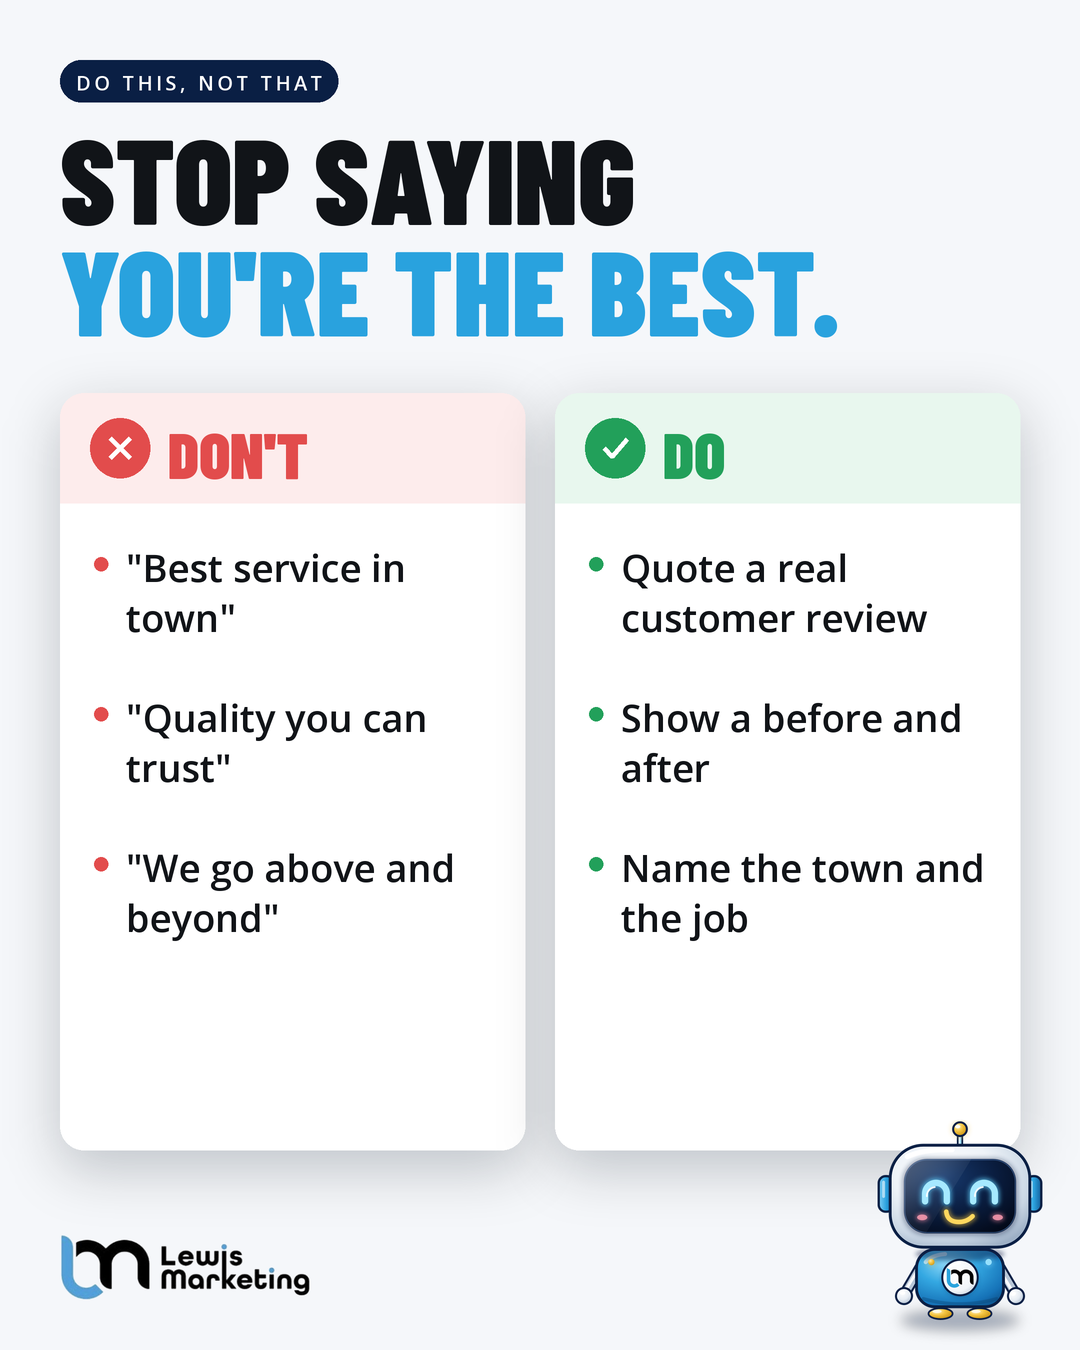 DO THIS, NOT THAT
STOP SAYING
YOU'RE THE BEST.
DON'T
"Best service in
town"
"Quality you can
trust"
"We go above and
beyond"
DO
Quote a real
customer review
Show a before and
after
Name the town and
the job
lm Lewis
Marketing
lm